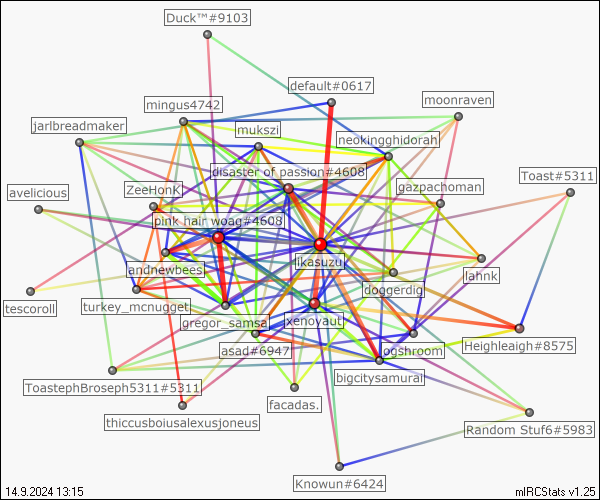 Duck™#9103
default#0617
moonraven
mingus4742
jarlbreadmaker
mukszi
neokingghidorah
disaster of passion#4608
Toast#5311
avelicious
ZeeHonK
gazpachoman
pink hair woag#4608
ikasuzu
andnewbees
lahnk
tescoroll
turkey_mcnugget
doggerdig
gregor_samsa
xenoyaut
asad#6947
ogshroom
Heighleaigh#8575
ToastephBroseph5311#5311
bigcitysamurai
facadas.
thiccusboiusalexusjoneus
Random Stuf6#5983
Knowun#6424
14.9.2024 13:15
mIRCStats v1.25